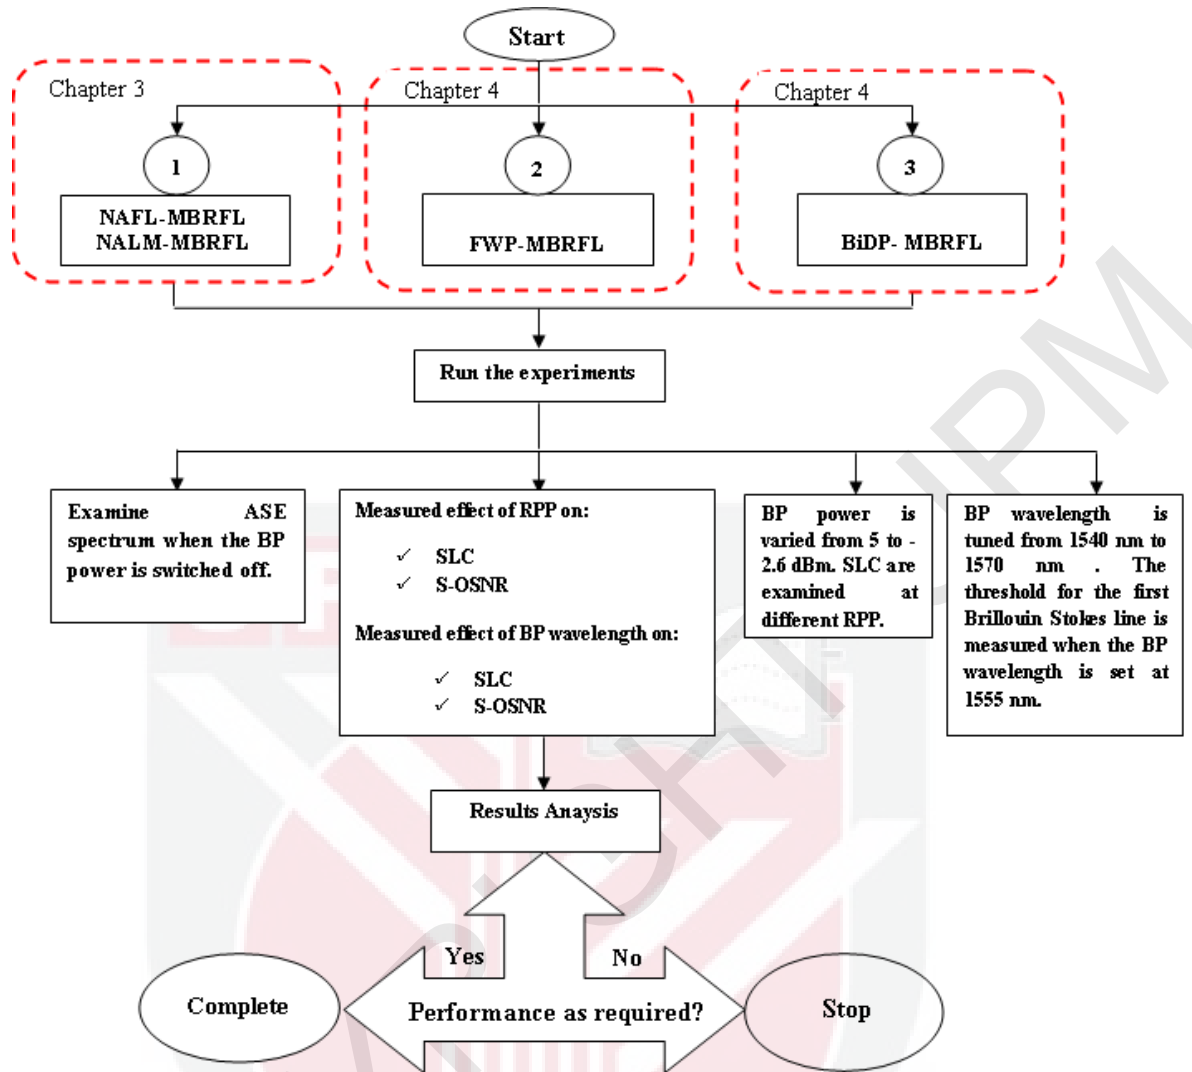 Start
Chapter 3
Chapter 4
Chapter 4
1
2
3
NAFL-MBRFL
NALM-MBRFL
FWP-MBRFL
BiDP- MBRFL
Run the experiments
Examine ASE
spectrum when the BP
power is switched off.
Measured effect of RPP on:
✓ SLC
✓ S-OSNR
Measured effect of BP wavelength on:
✓ SLC
✓ S-OSNR
BP power is
varied from 5 to -
2.6 dBm. SLC are
examined at
different RPP.
BP wavelength is
tuned from 1540 nm to
1570 nm . The
threshold for the first
Brillouin Stokes line is
measured when the BP
wavelength is set at
1555 nm.
Results Anaysis
Yes
No
Complete
Performance as required?
Stop
UPM